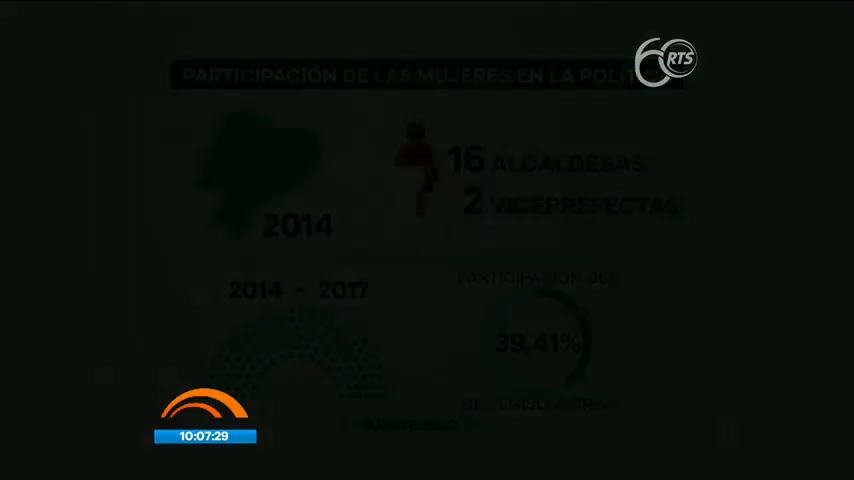 60 RTS
PARTICIPACIÓN DE LAS MUJERES EN LA
16 ALCALDESAS
2 VICEPREFECTAS
2014
2014 - 2017
PARTICIPACIÓN DEL
39,41%
10:07:29